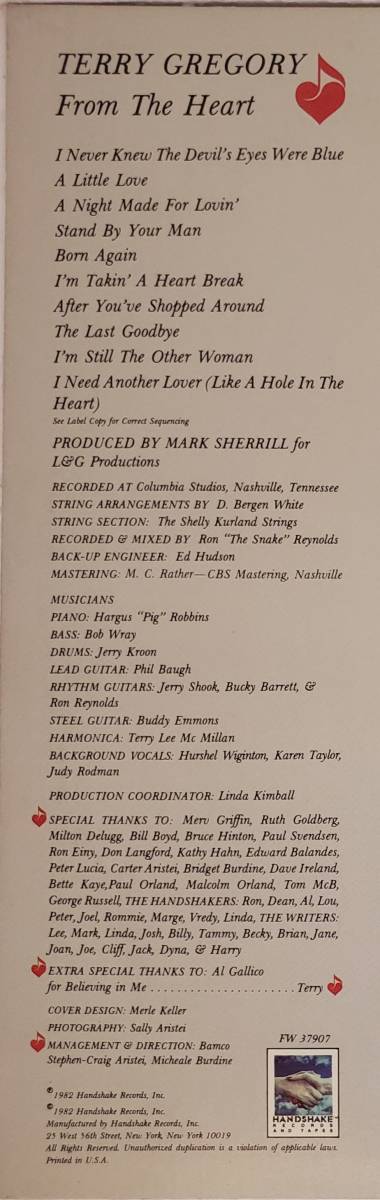 TERRY GREGORY
From The Heart
I Never Knew The Devil's Eyes Were Blue
A Little Love
A Night Made For Lovin'
Stand By Your Man
Born Again
I'm Takin' A Heart Break
After You've Shopped Around
The Last Goodbye
I'm Still The Other Woman
I Need Another Lover (Like A Hole In The
Heart)
See Label Copy for Correct Sequencing
PRODUCED BY MARK SHERRILL for
L&G Productions
RECORDED AT Columbia Studios, Nashville, Tennessee
STRING ARRANGEMENTS BY D. Bergen White
STRING SECTION: The Shelly Kurland Strings
RECORDED & MIXED BY Ron "The Snake" Reynolds
BACK-UP ENGINEER: Ed Hudson
MASTERING: M. C. Rather—CBS Mastering, Nashville
MUSICIANS
PIANO: Hargus "Pig" Robbins
BASS: Bob Wray
DRUMS: Jerry Kroon
LEAD GUITAR: Phil Baugh
RHYTHM GUITARS: Jerry Shook, Bucky Barrett, &
Ron Reynolds
STEEL GUITAR: Buddy Emmons
HARMONICA: Terry Lee Mc Millan
BACKGROUND VOCALS: Hurshel Wiginton, Karen Taylor,
Judy Rodman
PRODUCTION COORDINATOR: Linda Kimball
SPECIAL THANKS TO: Merv Griffin, Ruth Goldberg,
Milton Delugg, Bill Boyd, Bruce Hinton, Paul Svendsen,
Ron Einy, Don Langford, Kathy Hahn, Edward Balandes,
Peter Lucia, Carter Aristei, Bridget Burdine, Dave Ireland,
Bette Kaye,Paul Orland, Malcolm Orland, Tom McB,
George Russell, THE HANDSHAKERS: Ron, Dean, Al, Lou,
Peter, Joel, Rommie, Marge, Vredy, Linda, THE WRITERS:
Lee, Mark, Linda, Josh, Billy, Tammy, Becky, Brian, Jane,
Joan, Joe, Cliff, Jack, Dyna, & Harry
EXTRA SPECIAL THANKS TO: Al Gallico
for Believing in Me ...................... Terry
COVER DESIGN: Merle Keller
PHOTOGRAPHY: Sally Aristei
MANAGEMENT & DIRECTION: Bamco
Stephen-Craig Aristei, Micheale Burdine
FW 37907
HANDSHAKE
RECORDS
AND TAPES
℗1982 Handshake Records, Inc.
©1982 Handshake Records, Inc.
Manufactured by Handshake Records, Inc.
25 West 56th Street, New York, New York 10019
All Rights Reserved. Unauthorized duplication is a violation of applicable laws.
Printed in U.S.A.